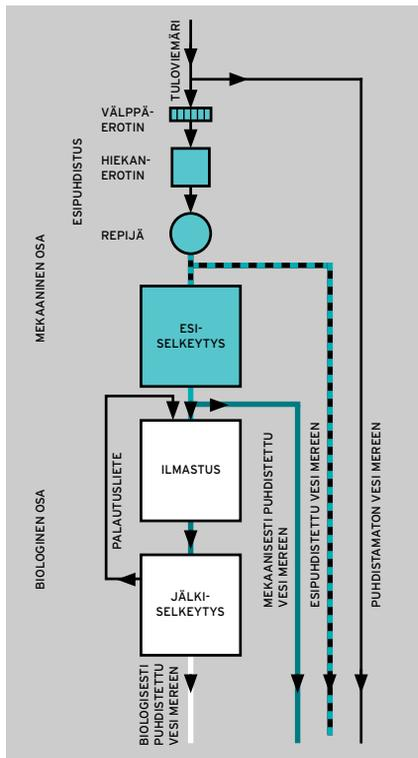 TULOVIEMÄRI
VÄLPPÄ-
EROTIN
HIEKAN-
EROTIN
ESIPUHDISTUS
REPIJÄ
MEKAANINEN OSA
ESI-
SELKEYTYS
ILMASTUS
PALAUTUSLIETE
BIOLOGINEN OSA
JÄLKI-
SELKEYTYS
MEKAANISESTI PUHDISTETTU
VESI MEREEN
ESIPUHDISTETTU VESI MEREEN
PUHDISTAMATON VESI MEREEN
BIOLOGISESTI
PUHDISTETTU
VESI MEREEN